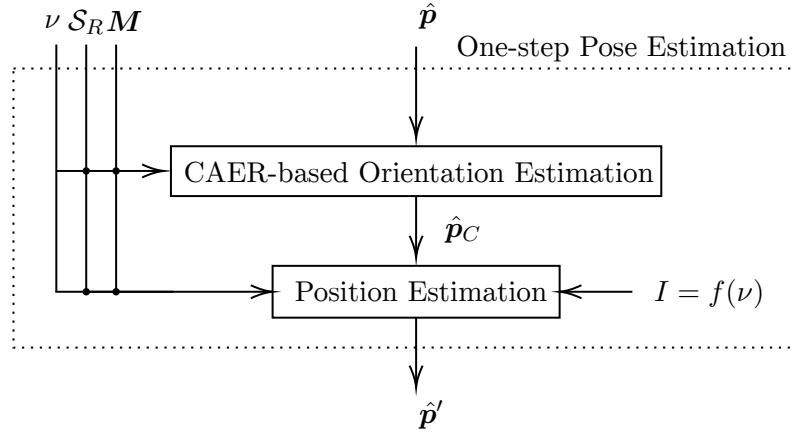 ν 𝒮_R 𝑴
p̂
One-step Pose Estimation
CAER-based Orientation Estimation
p̂_C
Position Estimation
I = f(ν)
p̂′